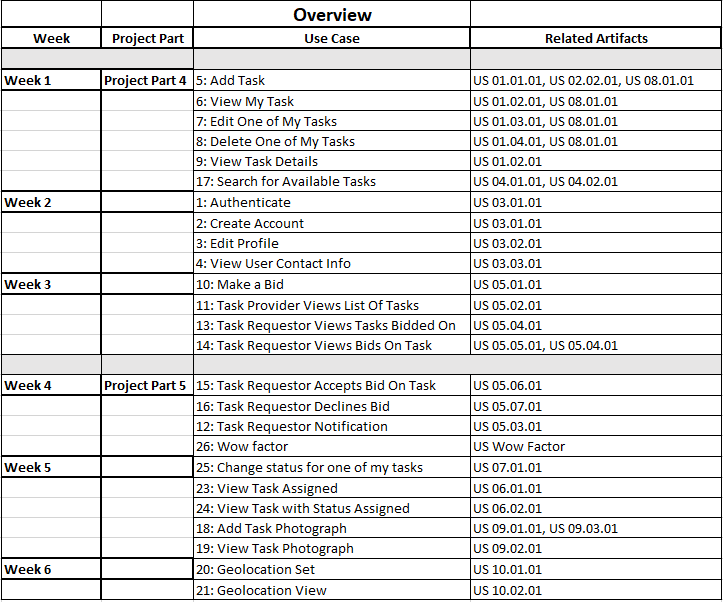 Overview
Week Project Part Use Case Related Artifacts
Week 1 Project Part 4 5: Add Task US 01.01.01, US 02.02.01, US 08.01.01
6: View My Task US 01.02.01, US 08.01.01
7: Edit One of My Tasks US 01.03.01, US 08.01.01
8: Delete One of My Tasks US 01.04.01, US 08.01.01
9: View Task Details US 01.02.01
17: Search for Available Tasks US 04.01.01, US 04.02.01
Week 2 1: Authenticate US 03.01.01
2: Create Account US 03.01.01
3: Edit Profile US 03.02.01
4: View User Contact Info US 03.03.01
Week 3 10: Make a Bid US 05.01.01
11: Task Provider Views List Of Tasks US 05.02.01
13: Task Requestor Views Tasks Bidded On US 05.04.01
14: Task Requestor Views Bids On Task US 05.05.01, US 05.04.01
Week 4 Project Part 5 15: Task Requestor Accepts Bid On Task US 05.06.01
16: Task Requestor Declines Bid US 05.07.01
12: Task Requestor Notification US 05.03.01
26: Wow factor US Wow Factor
Week 5 25: Change status for one of my tasks US 07.01.01
23: View Task Assigned US 06.01.01
24: View Task with Status Assigned US 06.02.01
18: Add Task Photograph US 09.01.01, US 09.03.01
19: View Task Photograph US 09.02.01
Week 6 20: Geolocation Set US 10.01.01
21: Geolocation View US 10.02.01